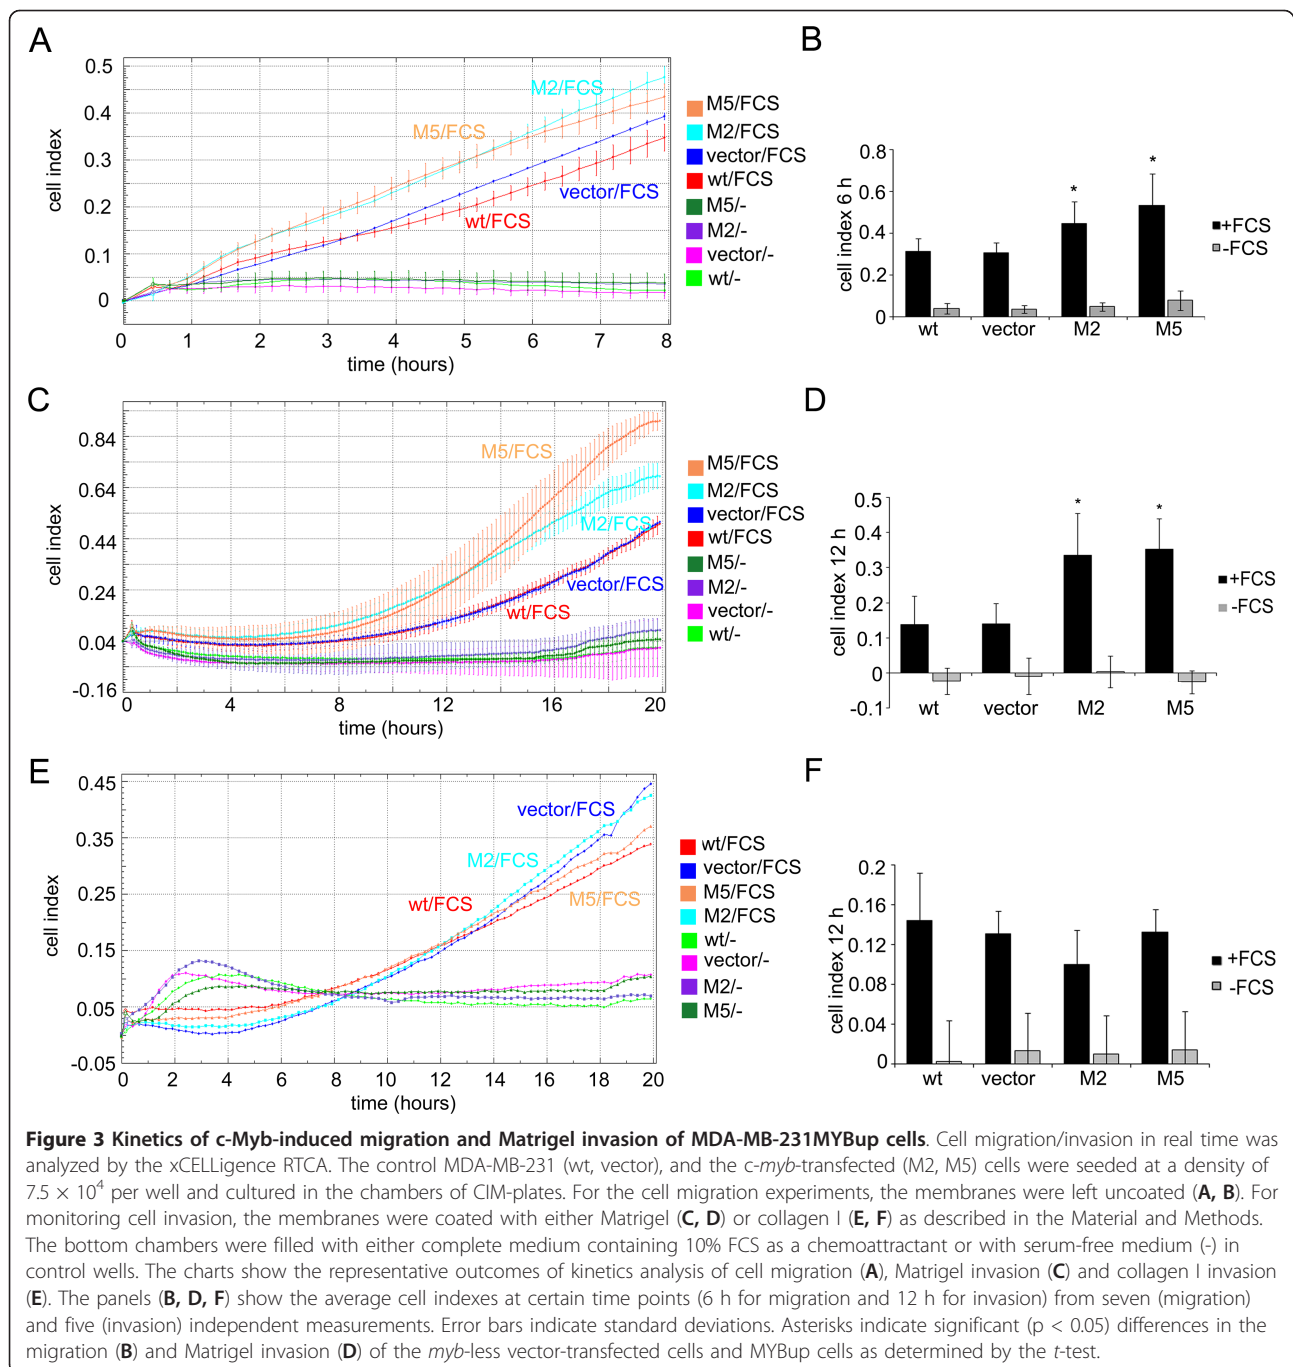 A
0.5
0.4
0.3
0.2
0.1
0
cell index
M2/FCS
M5/FCS
vector/FCS
wt/FCS
0 1 2 3 4 5 6 7 8
time (hours)
M5/FCS
M2/FCS
vector/FCS
wt/FCS
M5/-
M2/-
vector/-
wt/-
B
0.8
0.6
0.4
0.2
0
cell index 6 h
* *
wt vector M2 M5
+FCS
-FCS
C
0.84
0.64
0.44
0.24
0.04
-0.16
cell index
M5/FCS
M2/FCS
vector/FCS
wt/FCS
0 4 8 10 12 16 20
time (hours)
M5/FCS
M2/FCS
vector/FCS
wt/FCS
M5/-
M2/-
vector/-
wt/-
D
0.5
0.4
0.3
0.2
0.1
0
-0.1
cell index 12 h
* *
wt vector M2 M5
+FCS
-FCS
E
0.45
0.35
0.25
0.15
0.05
-0.05
cell index
vector/FCS
M2/FCS
wt/FCS
M5/FCS
0 2 4 6 8 10 12 14 16 18 20
time (hours)
wt/FCS
vector/FCS
M5/FCS
M2/FCS
wt/-
vector/-
M2/-
M5/-
F
0.2
0.16
0.12
0.08
0.04
0
cell index 12 h
wt vector M2 M5
+FCS
-FCS
Figure 3 Kinetics of c-Myb-induced migration and Matrigel invasion of MDA-MB-231MYBup cells. Cell migration/invasion in real time was
analyzed by the xCELLigence RTCA. The control MDA-MB-231 (wt, vector), and the c-myb-transfected (M2, M5) cells were seeded at a density of
7.5 × 10⁴ per well and cultured in the chambers of CIM-plates. For the cell migration experiments, the membranes were left uncoated (A, B). For
monitoring cell invasion, the membranes were coated with either Matrigel (C, D) or collagen I (E, F) as described in the Material and Methods.
The bottom chambers were filled with either complete medium containing 10% FCS as a chemoattractant or with serum-free medium (-) in
control wells. The charts show the representative outcomes of kinetics analysis of cell migration (A), Matrigel invasion (C) and collagen I invasion
(E). The panels (B, D, F) show the average cell indexes at certain time points (6 h for migration and 12 h for invasion) from seven (migration)
and five (invasion) independent measurements. Error bars indicate standard deviations. Asterisks indicate significant (p < 0.05) differences in the
migration (B) and Matrigel invasion (D) of the myb-less vector-transfected cells and MYBup cells as determined by the t-test.